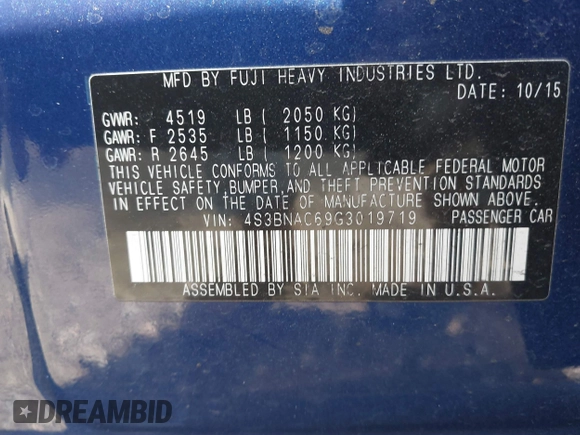 MFD BY FUJI HEAVY INDUSTRIES LTD.
DATE: 10/15
GVWR: 4519 LB ( 2050 KG)
GAWR: F 2535 LB ( 1150 KG)
GAWR: R 2645 LB ( 1200 KG)
THIS VEHICLE CONFORMS TO ALL APPLICABLE FEDERAL MOTOR
VEHICLE SAFETY, BUMPER, AND THEFT PREVENTION STANDARDS
IN EFFECT ON THE DATE OF MANUFACTURE SHOWN ABOVE.
VIN: 4S3BNAC69G3019719 PASSENGER CAR
ASSEMBLED BY SIA INC. MADE IN U.S.A.
DREAMBID